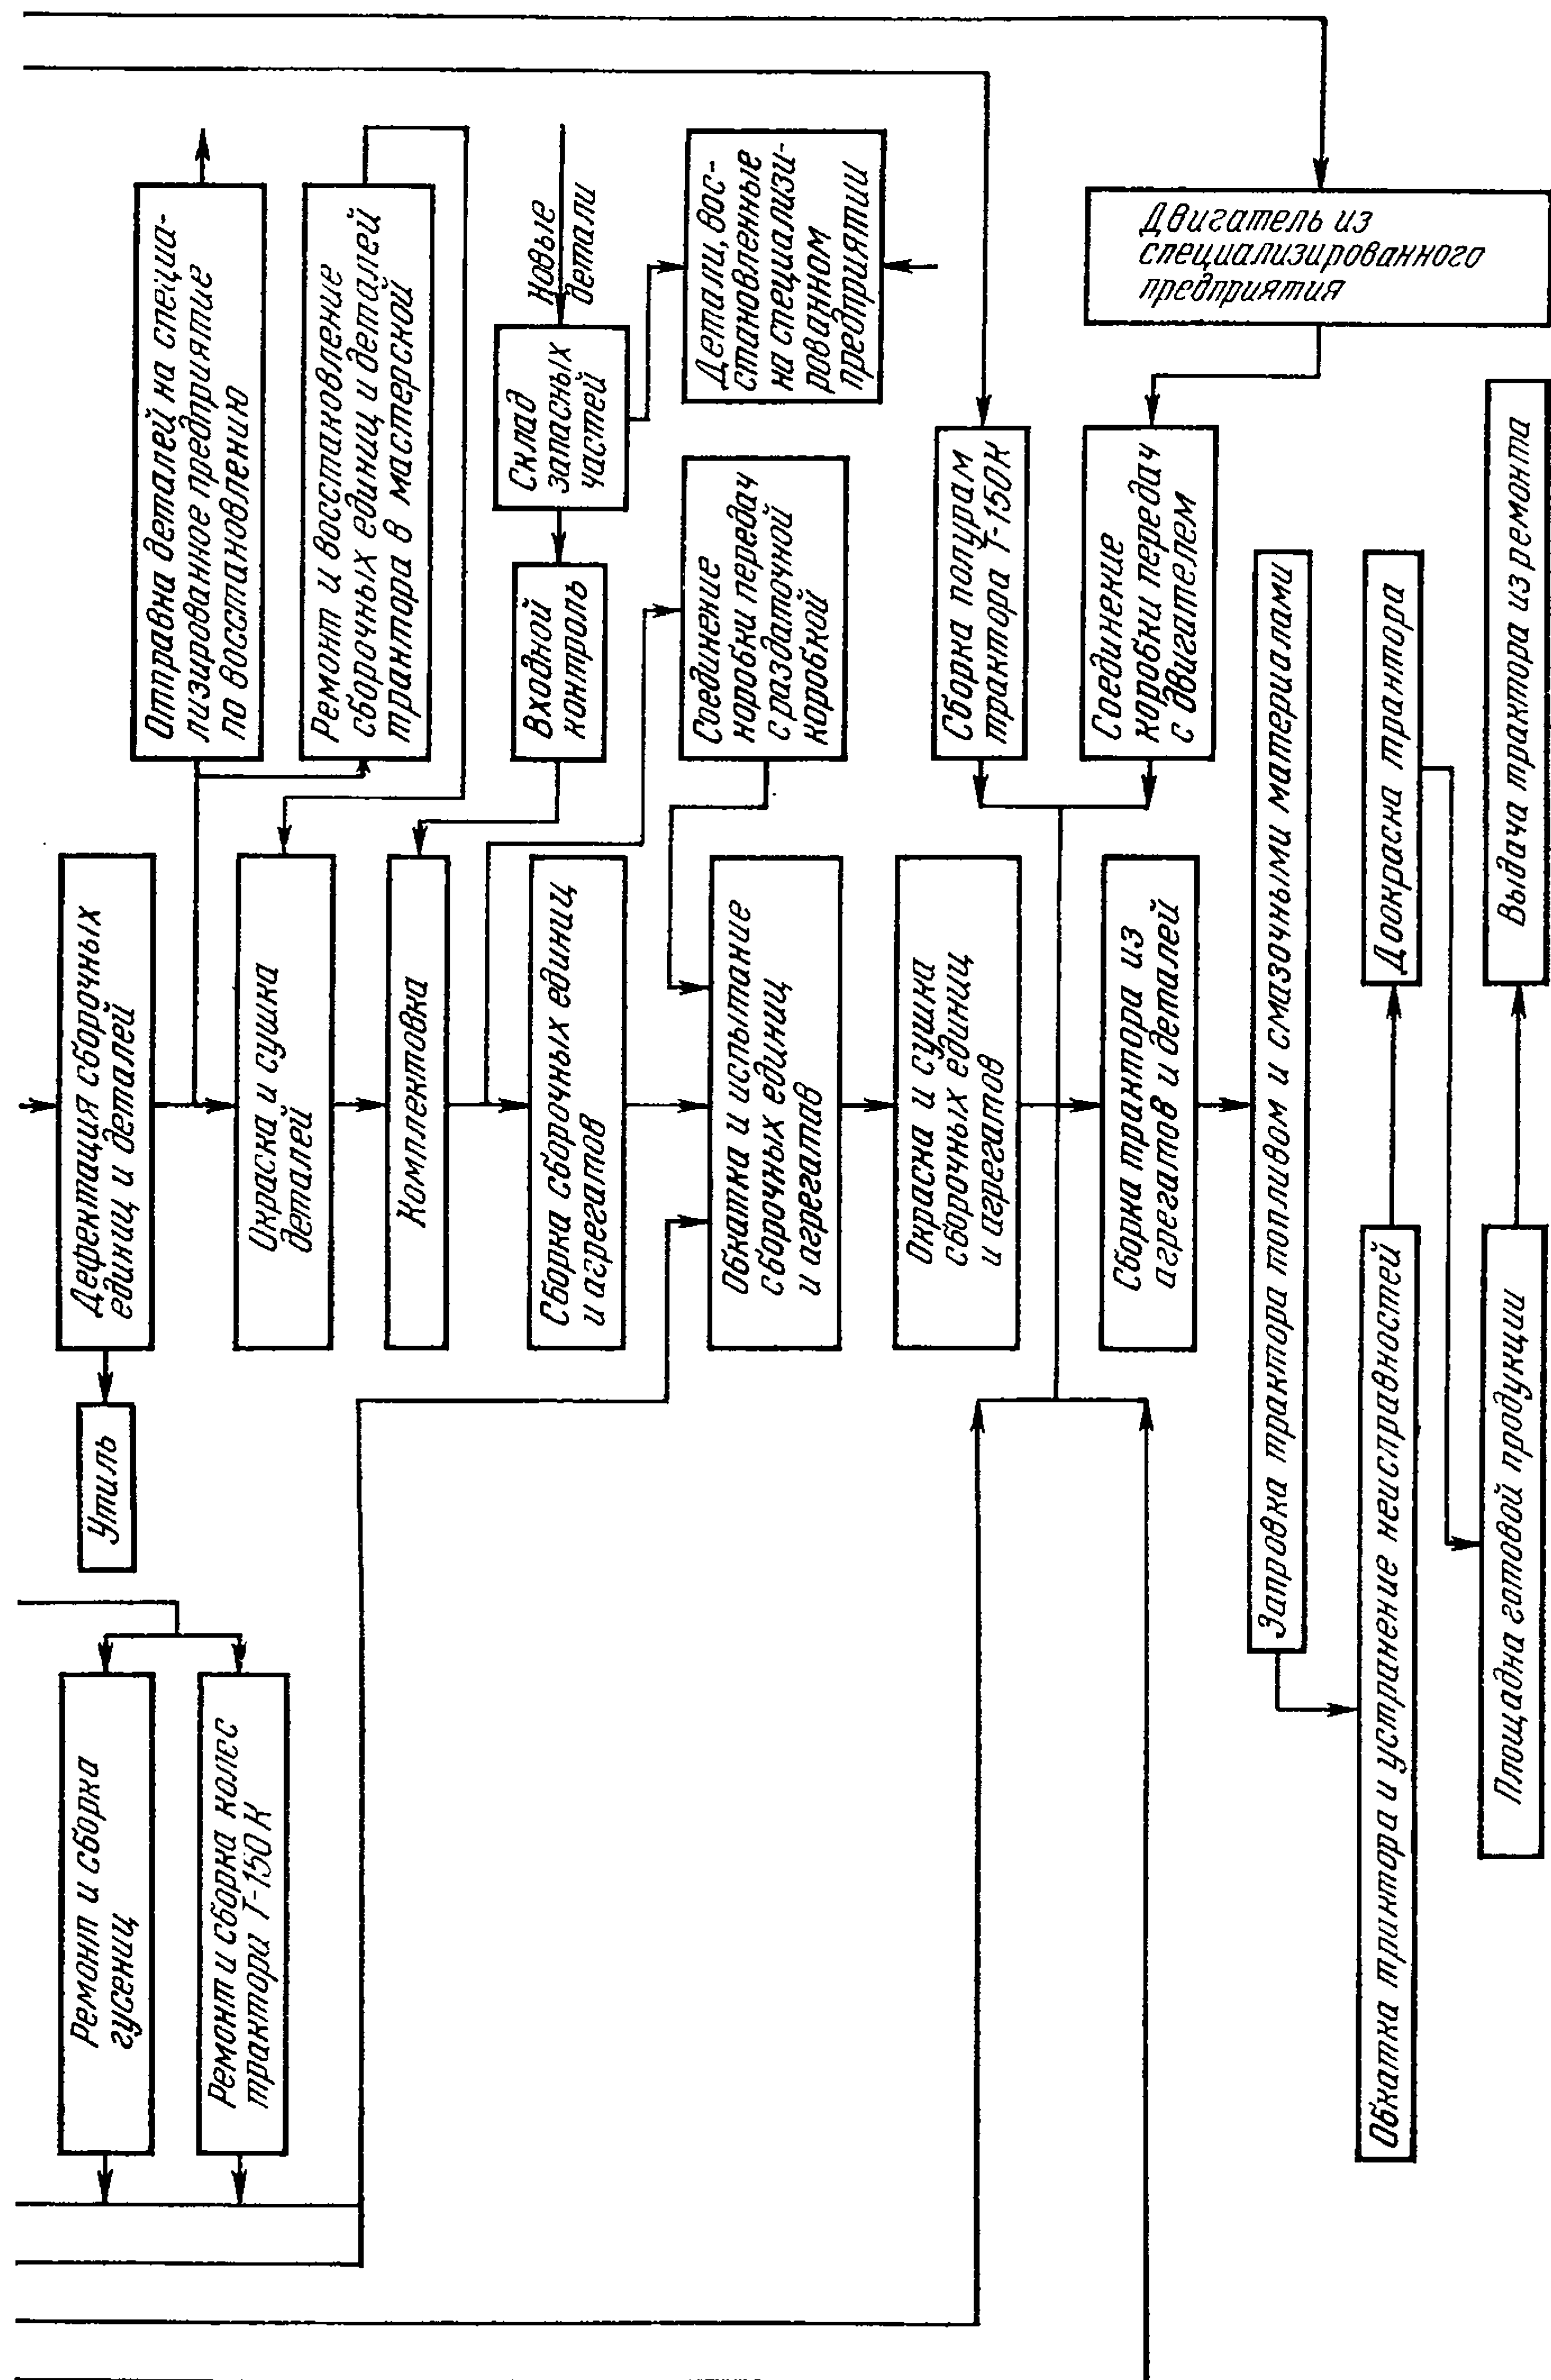 Отправка деталей на специа-
лизированное предприятие
по восстановлению
Ремонт и восстановление
сборочных единиц и деталей
трактора в мастерской
Новые
детали
Склад
запасных
частей
Детали, вос-
становленные
на специализи-
рованном
предприятии
Входной
контроль
Соединение
коробки передач
с раздаточной
коробкой
Сборка полурам
трактора Т-150К
Двигатель из
специализированного
предприятия
Соединение
коробки передач
с двигателем
Дефектация сборочных
единиц и деталей
Утиль
Окраска и сушка
деталей
Комплектовка
Сборка сборочных единиц
и агрегатов
Обкатка и испытание
сборочных единиц
и агрегатав
Окраска и сушка
сборочных единиц
и агрегатов
Сборка трактора из
агрегатов и деталей
Заправка трактора топливом и смазочными материалами
Доокраска трактора
Выдача трактора из ремонта
Ремонт и сборка
гусениц
Ремонт и сборка колес
трактори Т-150К
Обкатка триктора и устранение неисправностей
Площадка готовой продукции